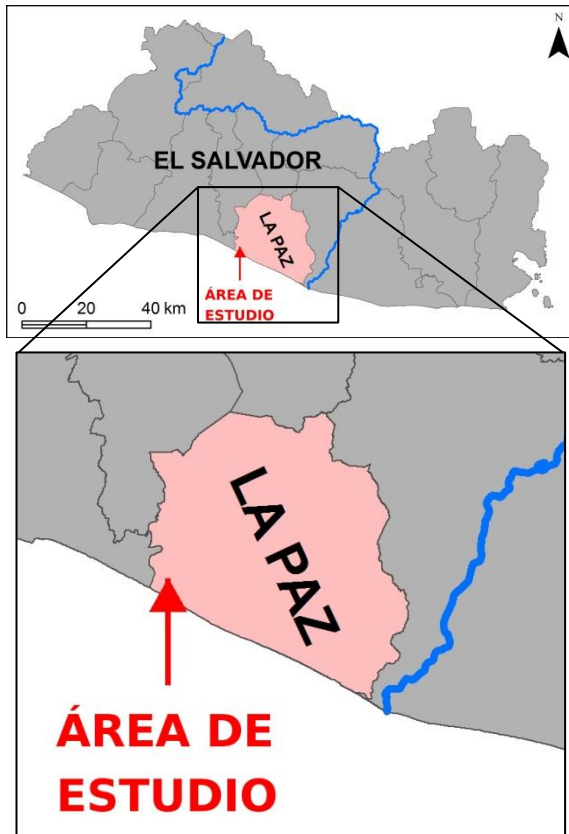 N
EL SALVADOR
LA PAZ
ÁREA DE
ESTUDIO
0 20 40 km
LA PAZ
ÁREA DE
ESTUDIO